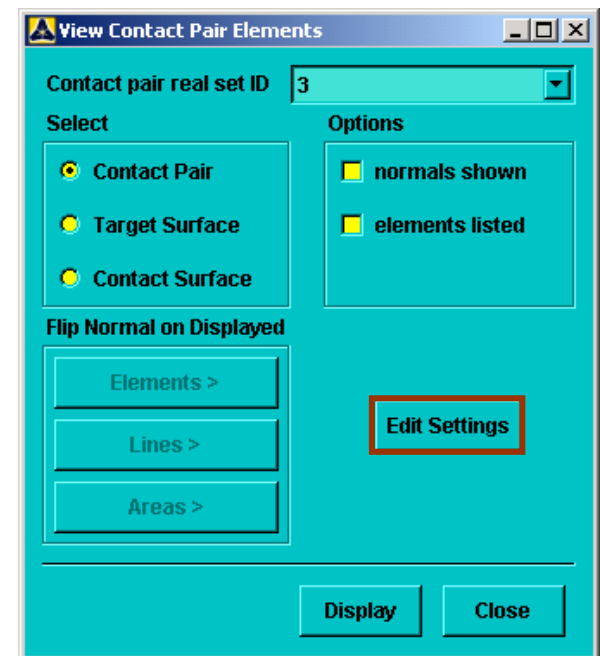 View Contact Pair Elements
Contact pair real set ID 3
Select Options
Contact Pair normals shown
Target Surface elements listed
Contact Surface
Flip Normal on Displayed
Elements >
Edit Settings
Lines >
Areas >
Display Close